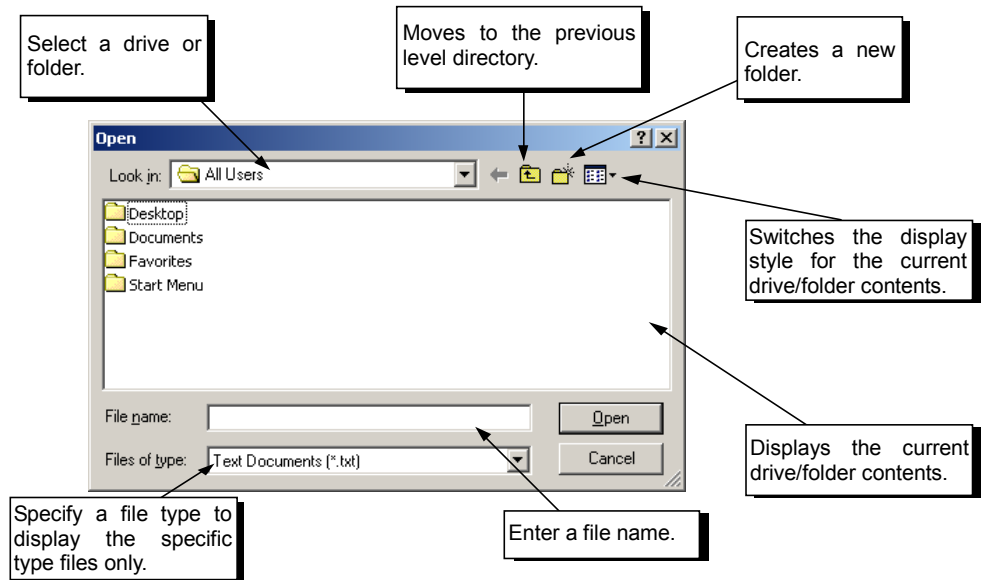 Select a drive or
folder.
Moves to the previous
level directory.
Creates a new
folder.
Open
Look in:
All Users
Desktop
Documents
Favorites
Start Menu
Switches the display
style for the current
drive/folder contents.
File name:
Open
Files of type:
Text Documents (*.txt)
Cancel
Displays the current
drive/folder contents.
Specify a file type to
display the specific
type files only.
Enter a file name.